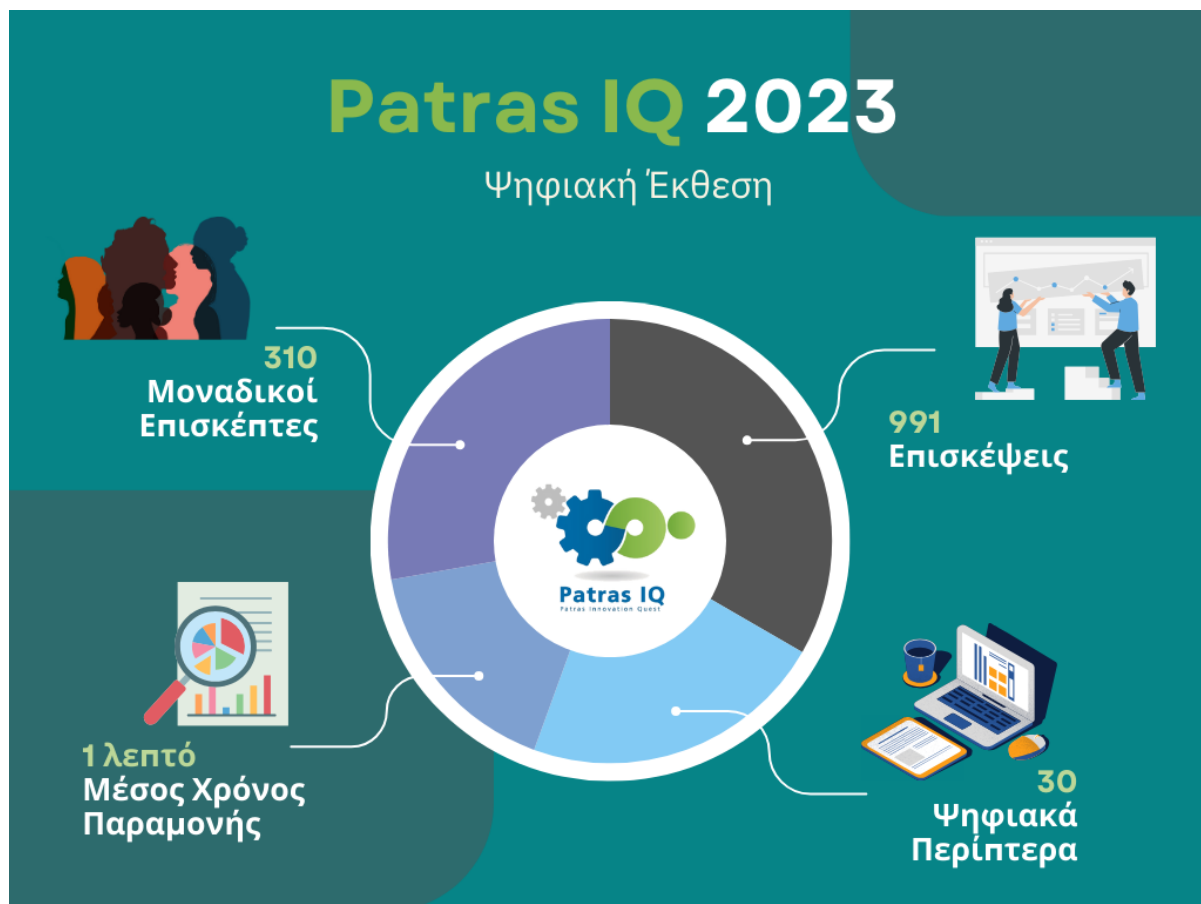 Patras IQ 2023
Ψηφιακή Έκθεση
310
Μοναδικοί
Επισκέπτες
991
Επισκέψεις
Patras IQ
Patras Innovation Quest
1 λεπτό
Μέσος Χρόνος
Παραμονής
30
Ψηφιακά
Περίπτερα